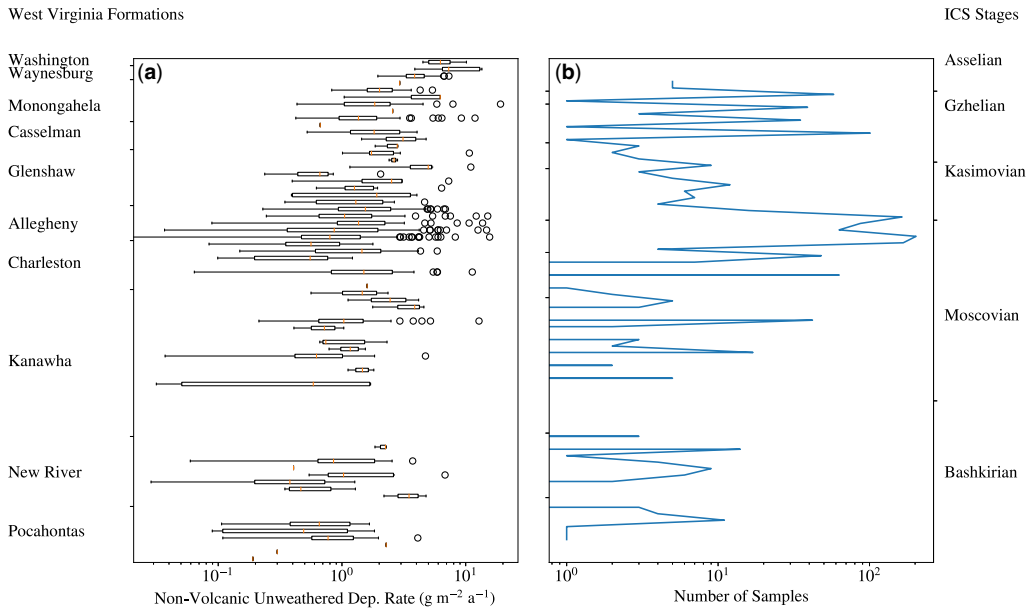 West Virginia Formations
ICS Stages
(a)
(b)
Washington
Waynesburg
Monongahela
Casselman
Glenshaw
Allegheny
Charleston
Kanawha
New River
Pocahontas
Asselian
Gzhelian
Kasimovian
Moscovian
Bashkirian
10⁻¹ 10⁰ 10¹
Non-Volcanic Unweathered Dep. Rate (g m⁻² a⁻¹)
10⁰ 10¹ 10²
Number of Samples